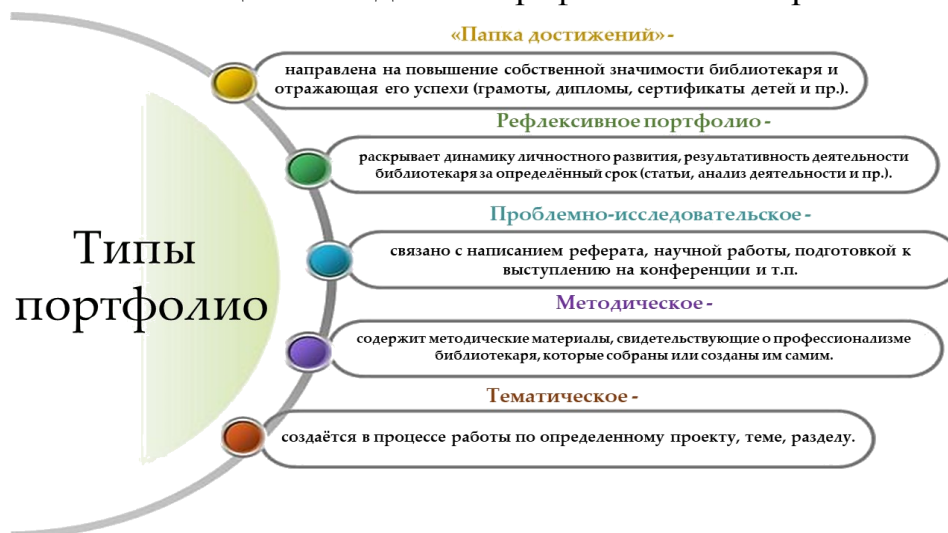 «Папка достижений» -
направлена на повышение собственной значимости библиотекаря и
отражающая его успехи (грамоты, дипломы, сертификаты детей и пр.).
Рефлексивное портфолио -
раскрывает динамику личностного развития, результативность деятельности
библиотекаря за определённый срок (статьи, анализ деятельности и пр.).
Проблемно-исследовательское -
связано с написанием реферата, научной работы, подготовкой к
выступлению на конференции и т.п.
Типы
портфолио
Методическое -
содержит методические материалы, свидетельствующие о профессионализме
библиотекаря, которые собраны или созданы им самим.
Тематическое -
создаётся в процессе работы по определенному проекту, теме, разделу.